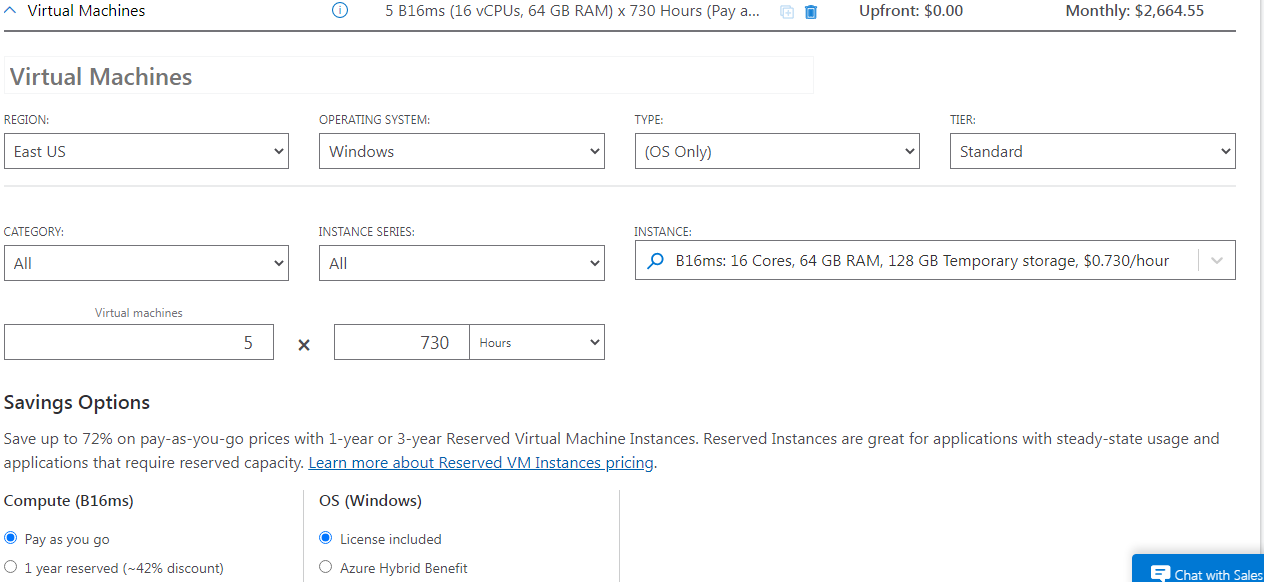 Virtual Machines 5 B16ms (16 vCPUs, 64 GB RAM) x 730 Hours (Pay a... Upfront: $0.00 Monthly: $2,664.55
Virtual Machines
REGION: OPERATING SYSTEM: TYPE: TIER:
East US Windows (OS Only) Standard
CATEGORY: INSTANCE SERIES: INSTANCE:
All All B16ms: 16 Cores, 64 GB RAM, 128 GB Temporary storage, $0.730/hour
Virtual machines
5 × 730 Hours
Savings Options
Save up to 72% on pay-as-you-go prices with 1-year or 3-year Reserved Virtual Machine Instances. Reserved Instances are great for applications with steady-state usage and
applications that require reserved capacity. Learn more about Reserved VM Instances pricing.
Compute (B16ms) OS (Windows)
Pay as you go License included
1 year reserved (~42% discount) Azure Hybrid Benefit
Chat with Sales